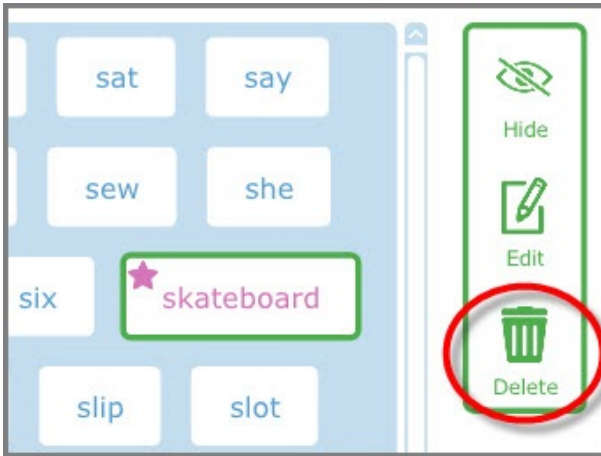 sat say
Hide
sew she
Edit
six skateboard
Delete
slip slot